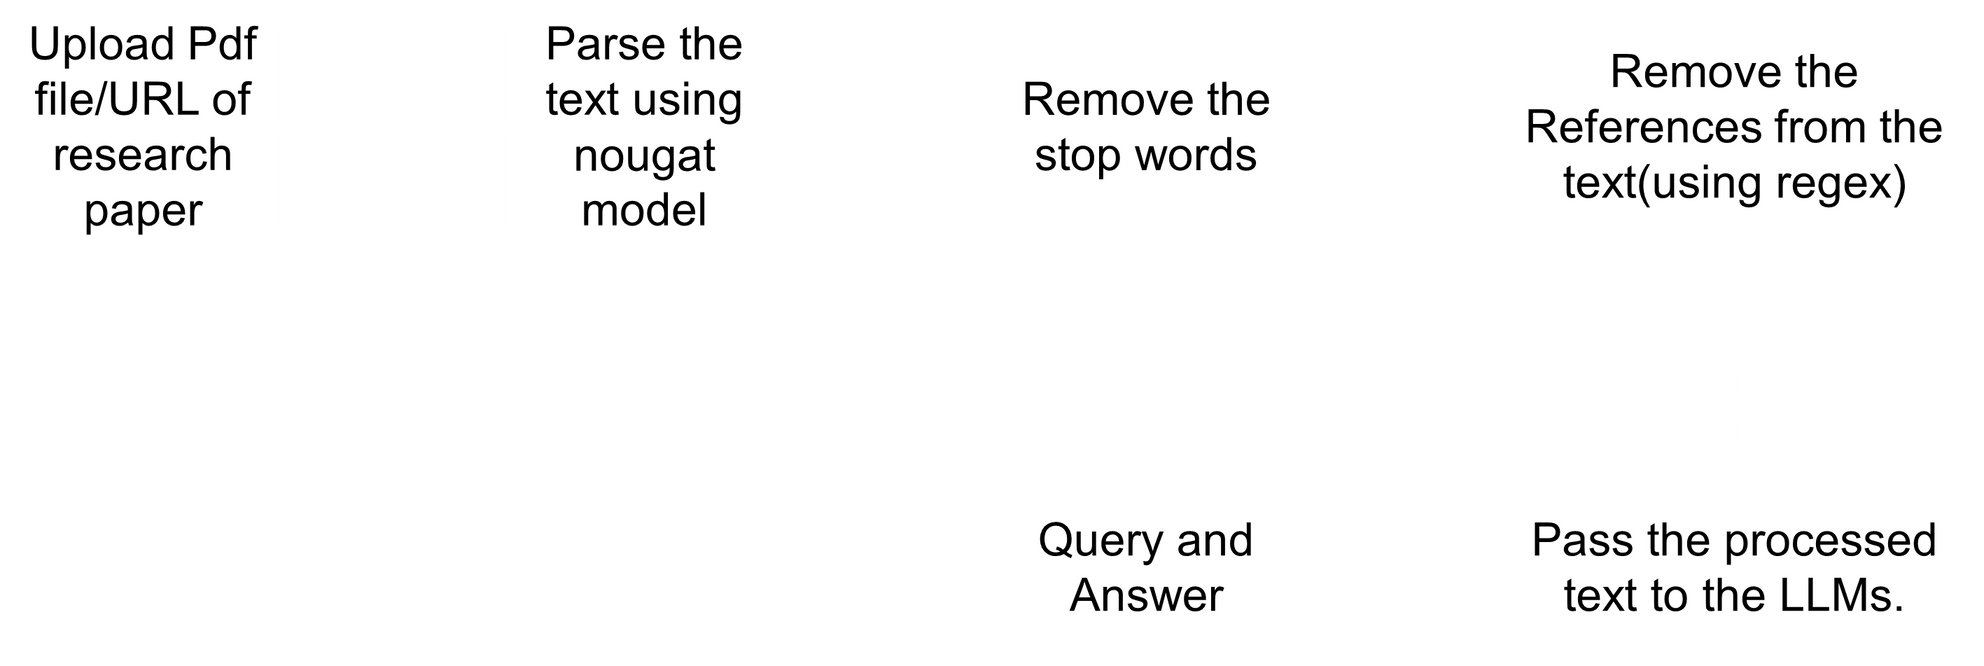 Upload Pdf
file/URL of
research
paper
Parse the
text using
nougat
model
Remove the
stop words
Remove the
References from the
text(using regex)
Query and
Answer
Pass the processed
text to the LLMs.